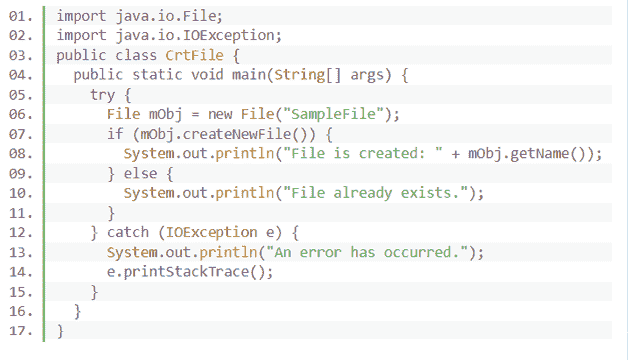 01. import java.io.File;
02. import java.io.IOException;
03. public class CrtFile {
04.   public static void main(String[] args) {
05.     try {
06.       File mObj = new File("SampleFile");
07.       if (mObj.createNewFile()) {
08.         System.out.println("File is created: " + mObj.getName());
09.       } else {
10.         System.out.println("File already exists.");
11.       }
12.     } catch (IOException e) {
13.       System.out.println("An error has occurred.");
14.       e.printStackTrace();
15.     }
16.   }
17. }